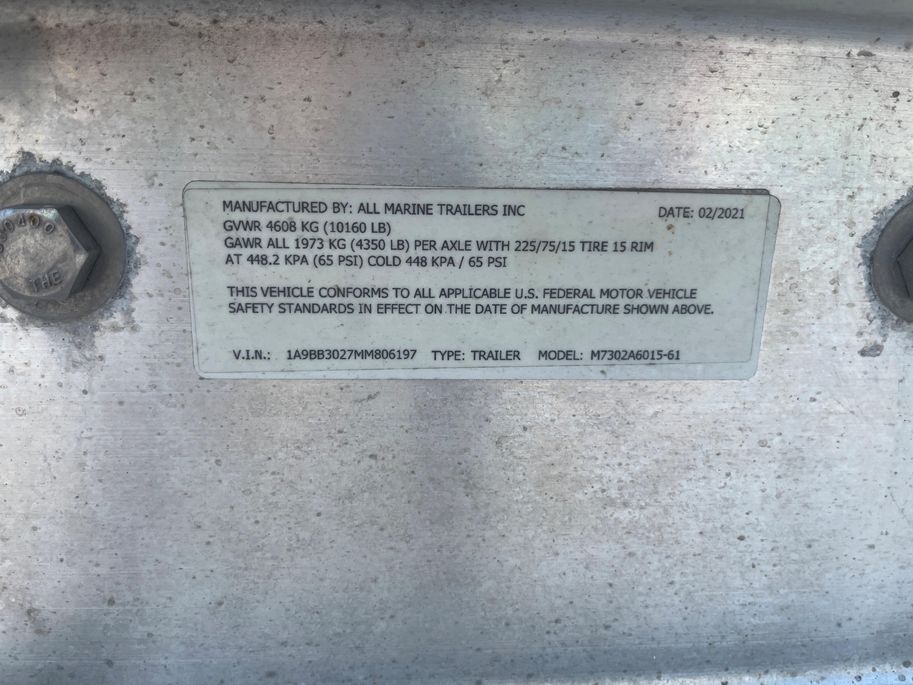 MANUFACTURED BY: ALL MARINE TRAILERS INC DATE: 02/2021
GVWR 4608 KG (10160 LB)
GAWR ALL 1973 KG (4350 LB) PER AXLE WITH 225/75/15 TIRE 15 RIM
AT 448.2 KPA (65 PSI) COLD 448 KPA / 65 PSI
THIS VEHICLE CONFORMS TO ALL APPLICABLE U.S. FEDERAL MOTOR VEHICLE
SAFETY STANDARDS IN EFFECT ON THE DATE OF MANUFACTURE SHOWN ABOVE.
V.I.N.: 1A9BB3027MM806197 TYPE: TRAILER MODEL: M7302A6015-61
THE